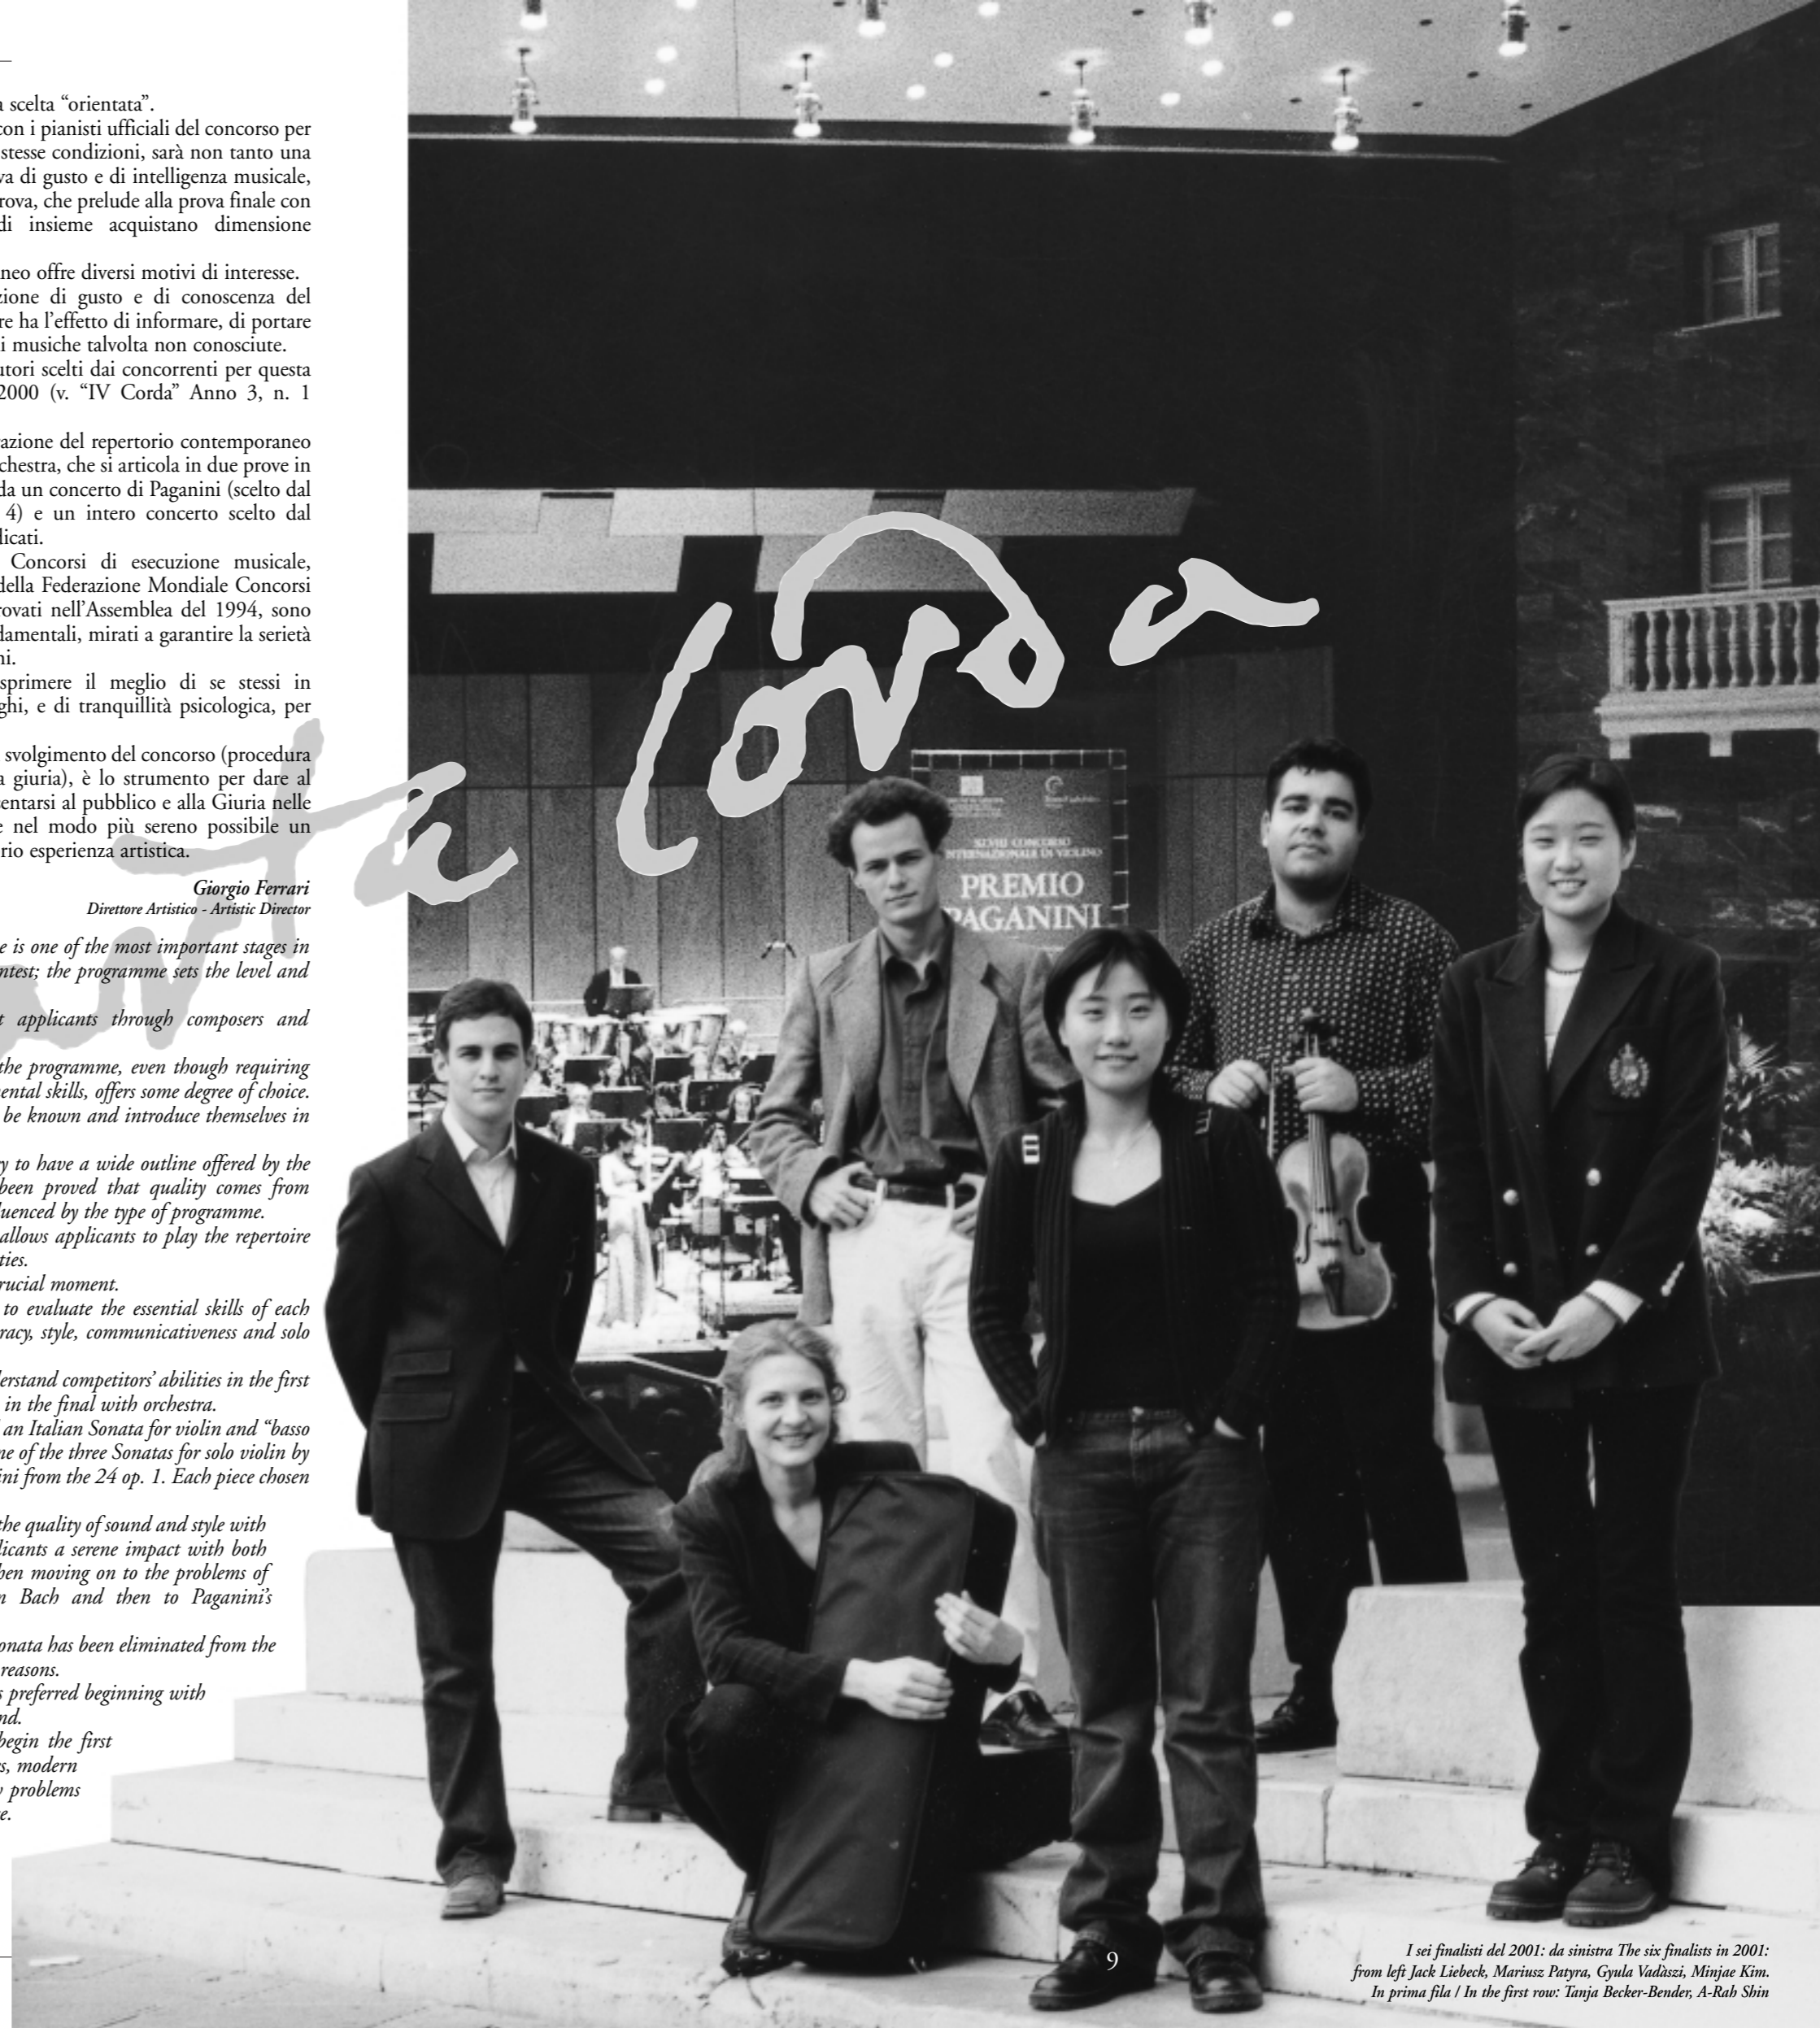 a scelta “orientata”.
con i pianisti ufficiali del concorso per
stesse condizioni, sarà non tanto una
va di gusto e di intelligenza musicale,
rova, che prelude alla prova finale con
di insieme acquistano dimensione
neo offre diversi motivi di interesse.
zione di gusto e di conoscenza del
re ha l’effetto di informare, di portare
i musiche talvolta non conosciute.
utori scelti dai concorrenti per questa
2000 (v. “IV Corda” Anno 3, n. 1
razione del repertorio contemporaneo
chestra, che si articola in due prove in
da un concerto di Paganini (scelto dal
4) e un intero concerto scelto dal
licati.
Concorsi di esecuzione musicale,
della Federazione Mondiale Concorsi
rovati nell’Assemblea del 1994, sono
damentali, mirati a garantire la serietà
ni.
sprimere il meglio di se stessi in
ghi, e di tranquillità psicologica, per
svolgimento del concorso (procedura
a giuria), è lo strumento per dare al
sentarsi al pubblico e alla Giuria nelle
e nel modo più sereno possibile un
rio esperienza artistica.
Giorgio Ferrari
Direttore Artistico - Artistic Director
e is one of the most important stages in
ntest; the programme sets the level and
t applicants through composers and
the programme, even though requiring
mental skills, offers some degree of choice.
be known and introduce themselves in
y to have a wide outline offered by the
been proved that quality comes from
luenced by the type of programme.
allows applicants to play the repertoire
ties.
rucial moment.
to evaluate the essential skills of each
racy, style, communicativeness and solo
derstand competitors’ abilities in the first
in the final with orchestra.
an Italian Sonata for violin and “basso
ne of the three Sonatas for solo violin by
ini from the 24 op. 1. Each piece chosen
the quality of sound and style with
licants a serene impact with both
hen moving on to the problems of
n Bach and then to Paganini’s
onata has been eliminated from the
reasons.
s preferred beginning with
nd.
begin the first
s, modern
y problems
e.
uarta Corda
XLVIII CONCORSO
INTERNAZIONALE DI VIOLINO
PREMIO
PAGANINI
9
I sei finalisti del 2001: da sinistra The six finalists in 2001:
from left Jack Liebeck, Mariusz Patyra, Gyula Vadàszi, Minjae Kim.
In prima fila / In the first row: Tanja Becker-Bender, A-Rah Shin